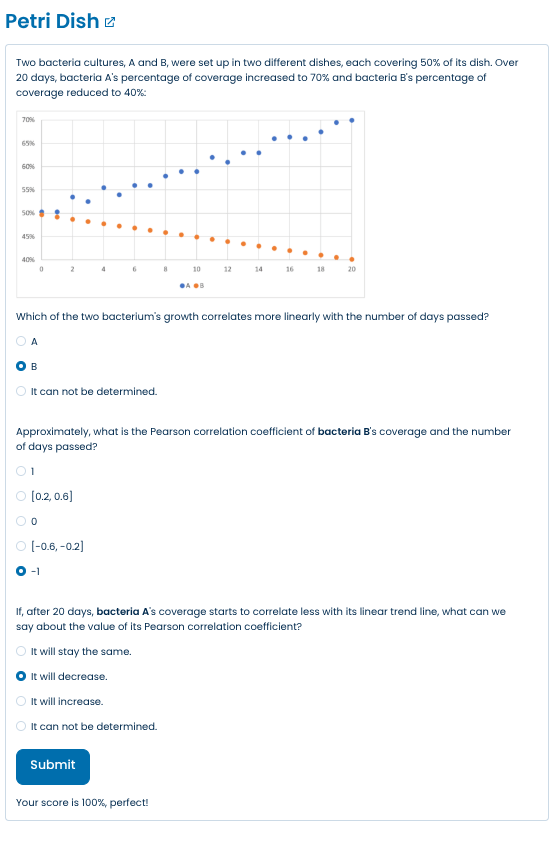 Petri Dish
Two bacteria cultures, A and B, were set up in two different dishes, each covering 50% of its dish. Over
20 days, bacteria A's percentage of coverage increased to 70% and bacteria B's percentage of
coverage reduced to 40%:
70%
65%
60%
55%
50%
45%
40%
0 2 4 6 8 10 12 14 16 18 20
A B
Which of the two bacterium's growth correlates more linearly with the number of days passed?
A
B
It can not be determined.
Approximately, what is the Pearson correlation coefficient of bacteria B's coverage and the number
of days passed?
1
[0.2, 0.6]
0
[-0.6, -0.2]
-1
If, after 20 days, bacteria A's coverage starts to correlate less with its linear trend line, what can we
say about the value of its Pearson correlation coefficient?
It will stay the same.
It will decrease.
It will increase.
It can not be determined.
Submit
Your score is 100%, perfect!